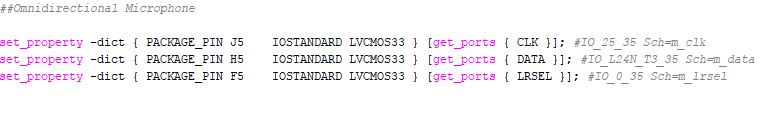 ##Omnidirectional Microphone
set_property -dict { PACKAGE_PIN J5    IOSTANDARD LVCMOS33 } [get_ports { CLK }]; #IO_25_35 Sch=m_clk
set_property -dict { PACKAGE_PIN H5    IOSTANDARD LVCMOS33 } [get_ports { DATA }]; #IO_L24N_T3_35 Sch=m_data
set_property -dict { PACKAGE_PIN F5    IOSTANDARD LVCMOS33 } [get_ports { LRSEL }]; #IO_0_35 Sch=m_lrsel